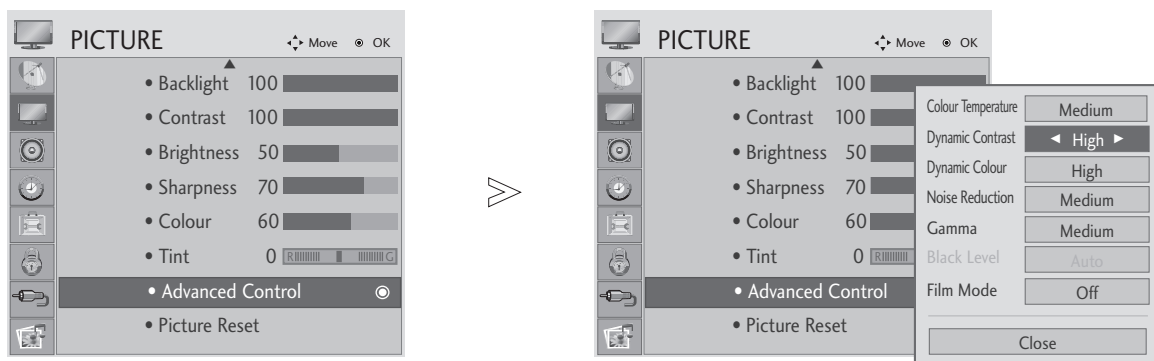 PICTURE Move OK
• Backlight 100
• Contrast 100
• Brightness 50
• Sharpness 70
• Colour 60
• Tint 0 R G
• Advanced Control
• Picture Reset
PICTURE Move OK
• Backlight 100
• Contrast 100
• Brightness 50
• Sharpness 70
• Colour 60
• Tint 0 R
• Advanced Control
• Picture Reset
Colour Temperature Medium
Dynamic Contrast ◄ High ►
Dynamic Colour High
Noise Reduction Medium
Gamma Medium
Black Level Auto
Film Mode Off
Close